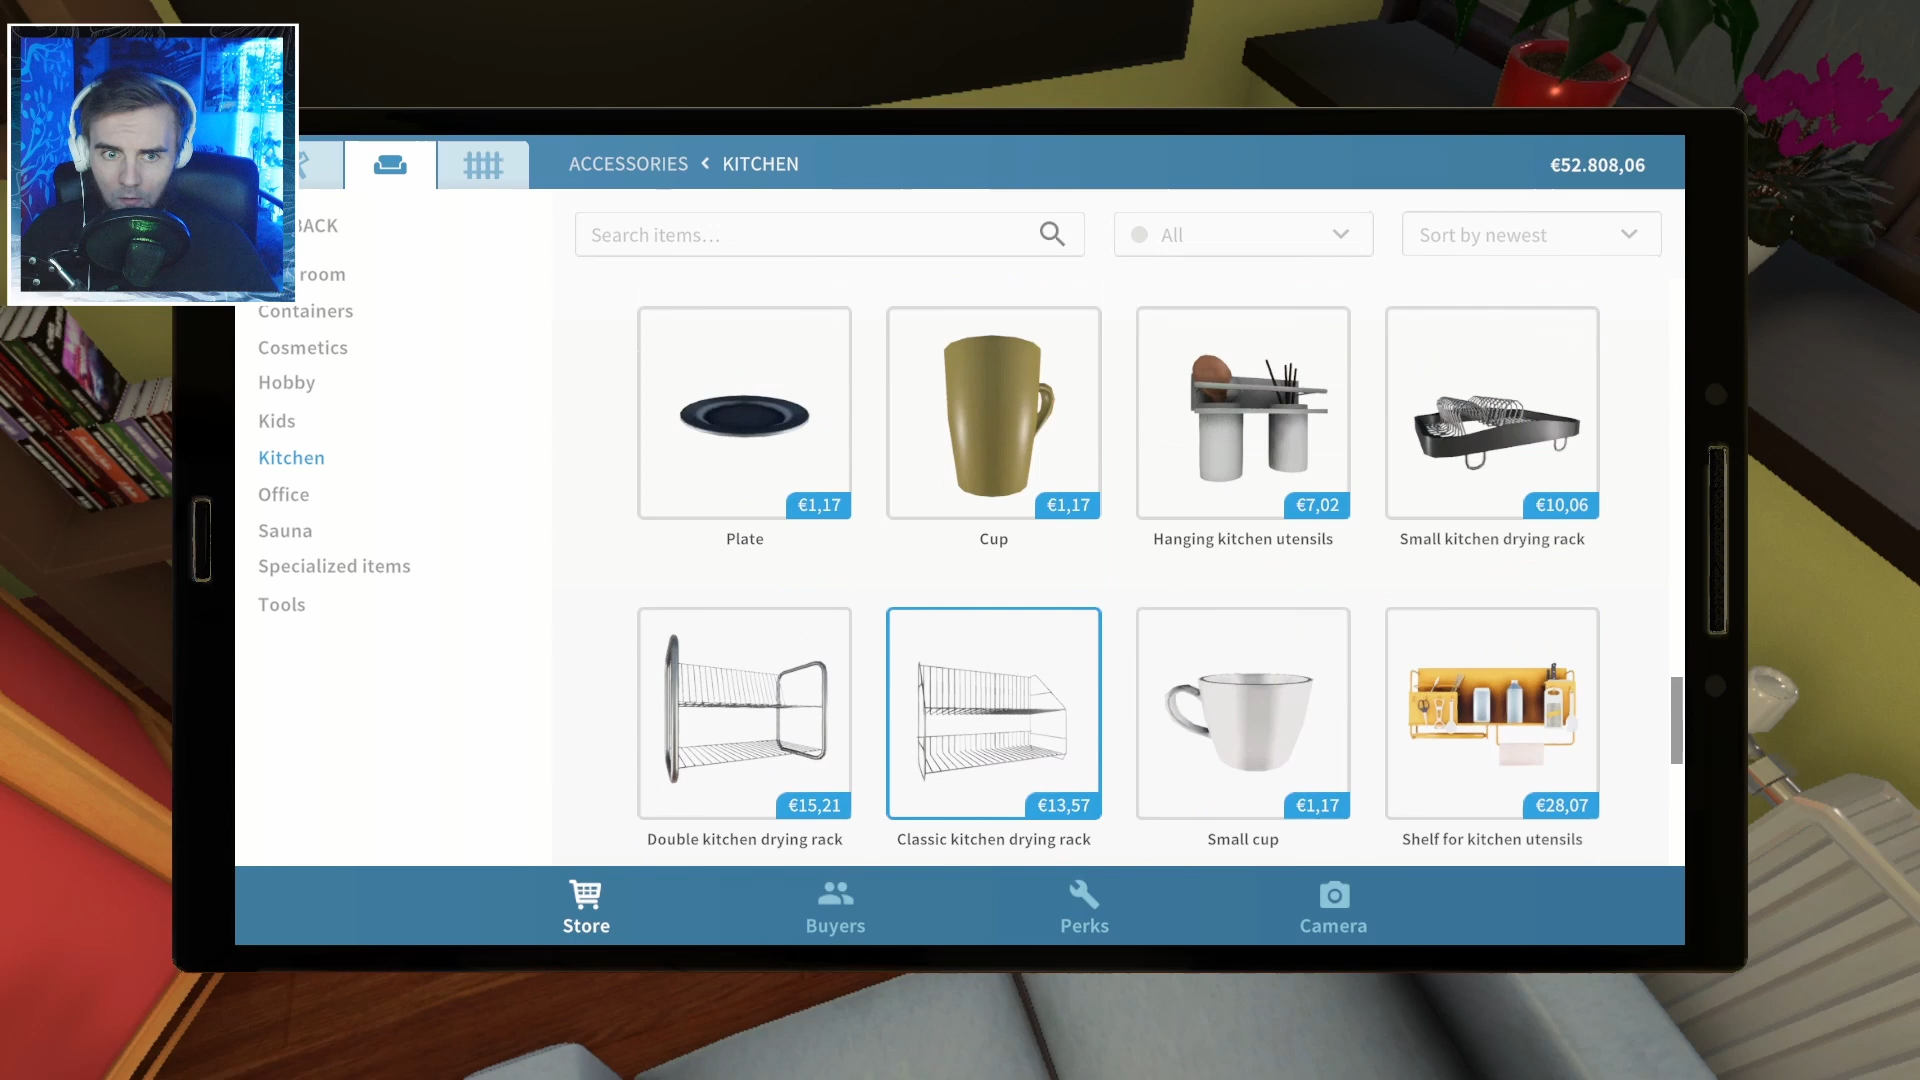 ACCESSORIES < KITCHEN
€52.808,06
BACK
room
Containers
Cosmetics
Hobby
Kids
Kitchen
Office
Sauna
Specialized items
Tools
Search items...
All
Sort by newest
€1,17
€1,17
€7,02
€10,06
Plate
Cup
Hanging kitchen utensils
Small kitchen drying rack
€15,21
€13,57
€1,17
€28,07
Double kitchen drying rack
Classic kitchen drying rack
Small cup
Shelf for kitchen utensils
Store
Buyers
Perks
Camera